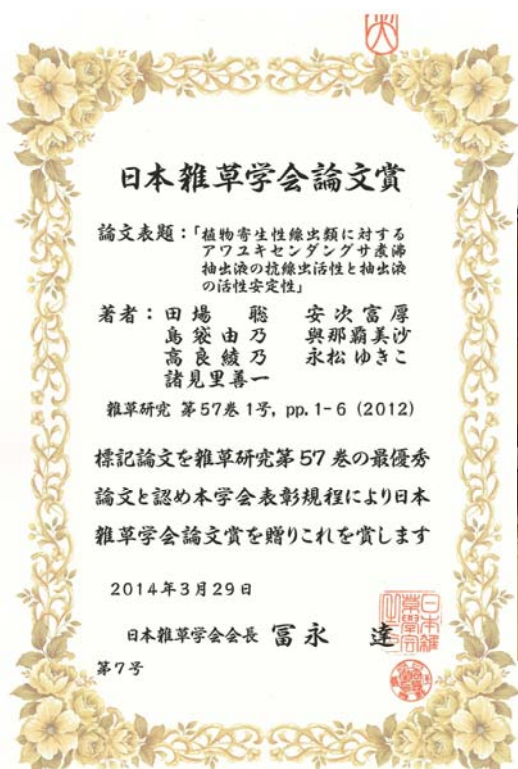 日本雑草学会論文賞
論文表題：「植物寄生性線虫類に対する
アワユキセンダングサ煮沸
抽出液の抗線虫活性と抽出液
の活性安定性」
著者：田場 聡 安次富厚
島袋由乃 與那覇美沙
高良綾乃 永松ゆきこ
諸見里善一
雑草研究 第57巻1号, pp.1-6 (2012)
標記論文を雑草研究第57巻の最優秀
論文と認め本学会表彰規程により日本
雑草学会論文賞を贈りこれを賞します
2014年3月29日
日本雑草学会会長 冨永 達
第7号